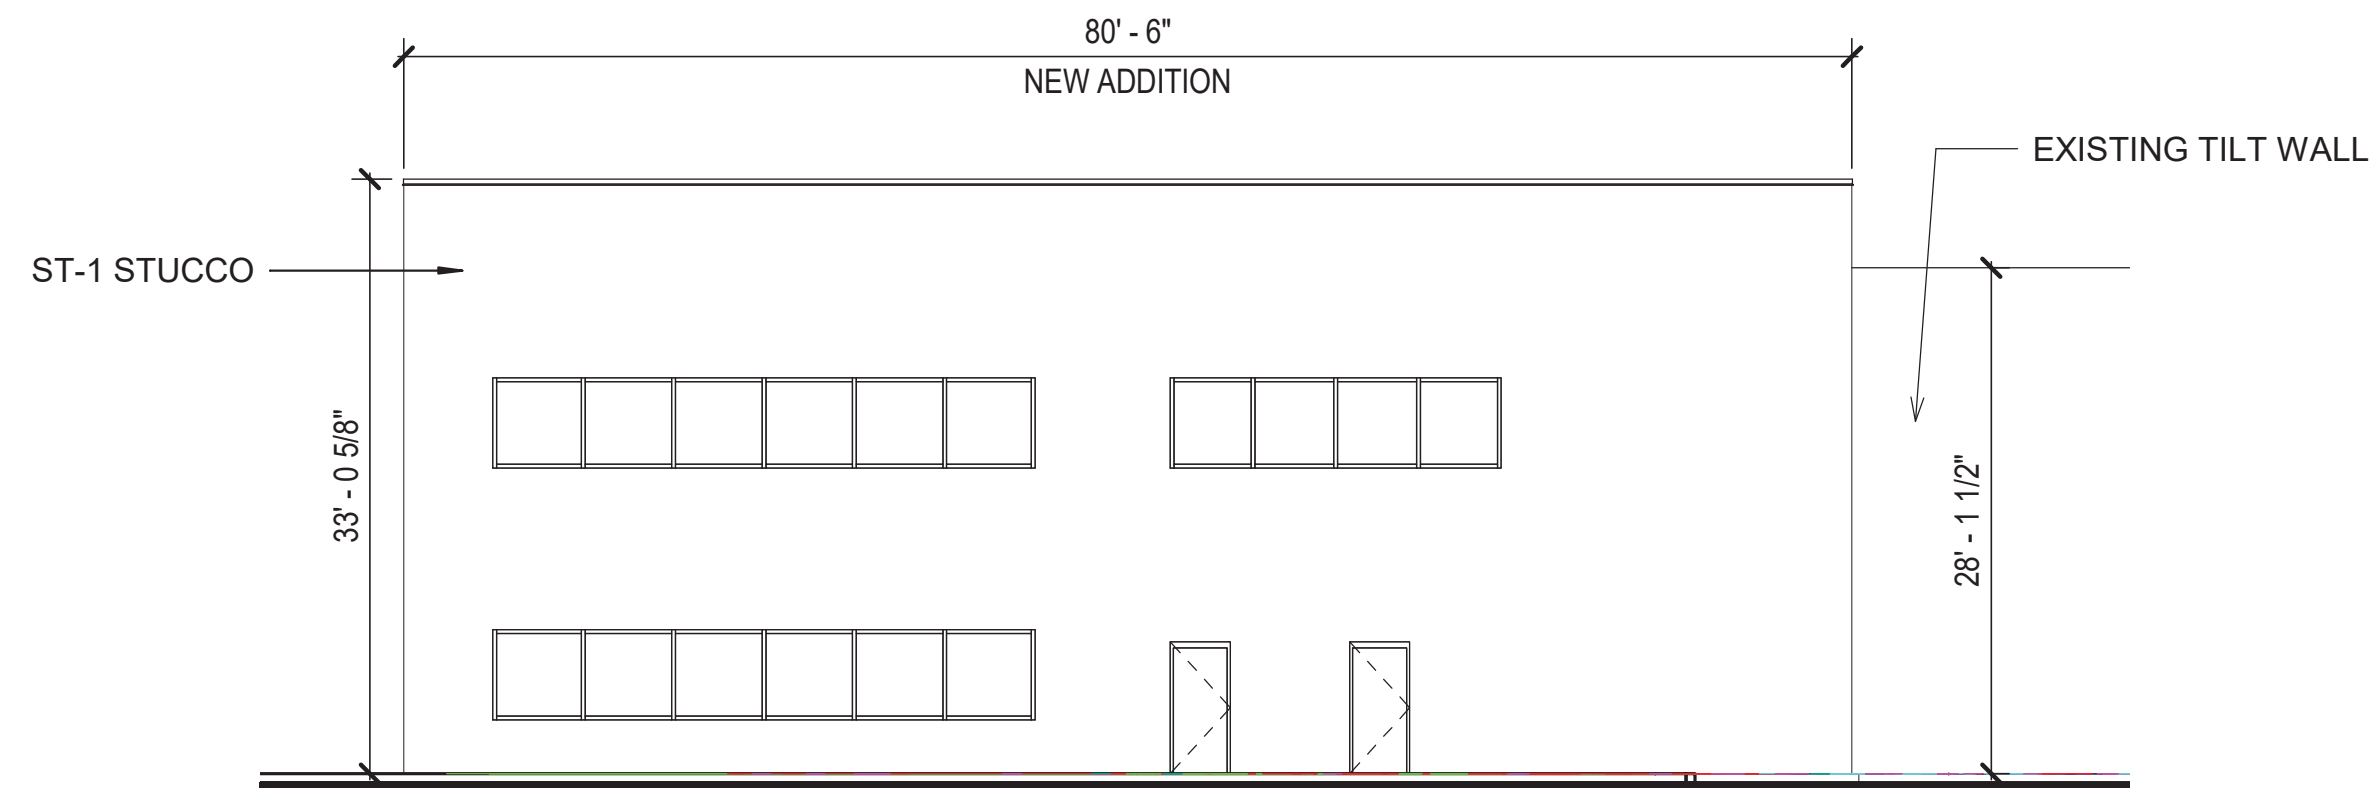 80' - 6"
NEW ADDITION
EXISTING TILT WALL
ST-1 STUCCO
33' - 0 5/8"
28' - 1 1/2"